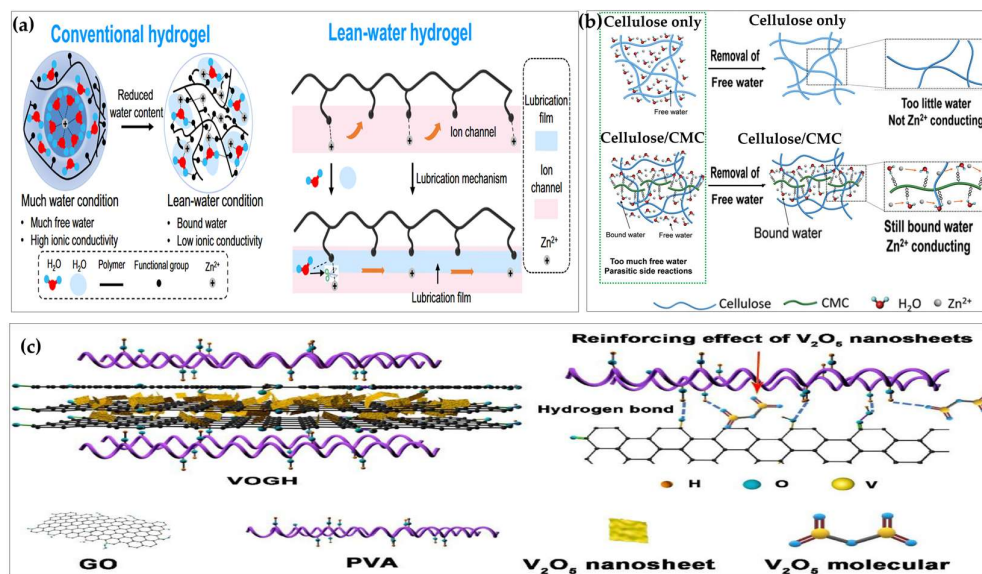 (a)
Conventional hydrogel
Lean-water hydrogel
Reduced
water content
Much water condition
• Much free water
• High ionic conductivity
Lean-water condition
• Bound water
• Low ionic conductivity
H₂O H₂O Polymer Functional group Zn²⁺
Ion channel
Lubrication mechanism
Lubrication film
Lubrication
film
Ion
channel
Zn²⁺
(b)
Cellulose only
Cellulose only
Removal of
Free water
Free water
Too little water
Not Zn²⁺ conducting
Cellulose/CMC
Cellulose/CMC
Removal of
Free water
Bound water
Free water
Too much free water
Parasitic side reactions
Bound water
Still bound water
Zn²⁺ conducting
Cellulose CMC H₂O Zn²⁺
(c)
VOGH
Reinforcing effect of V₂O₅ nanosheets
Hydrogen bond
H O V
GO
PVA
V₂O₅ nanosheet
V₂O₅ molecular